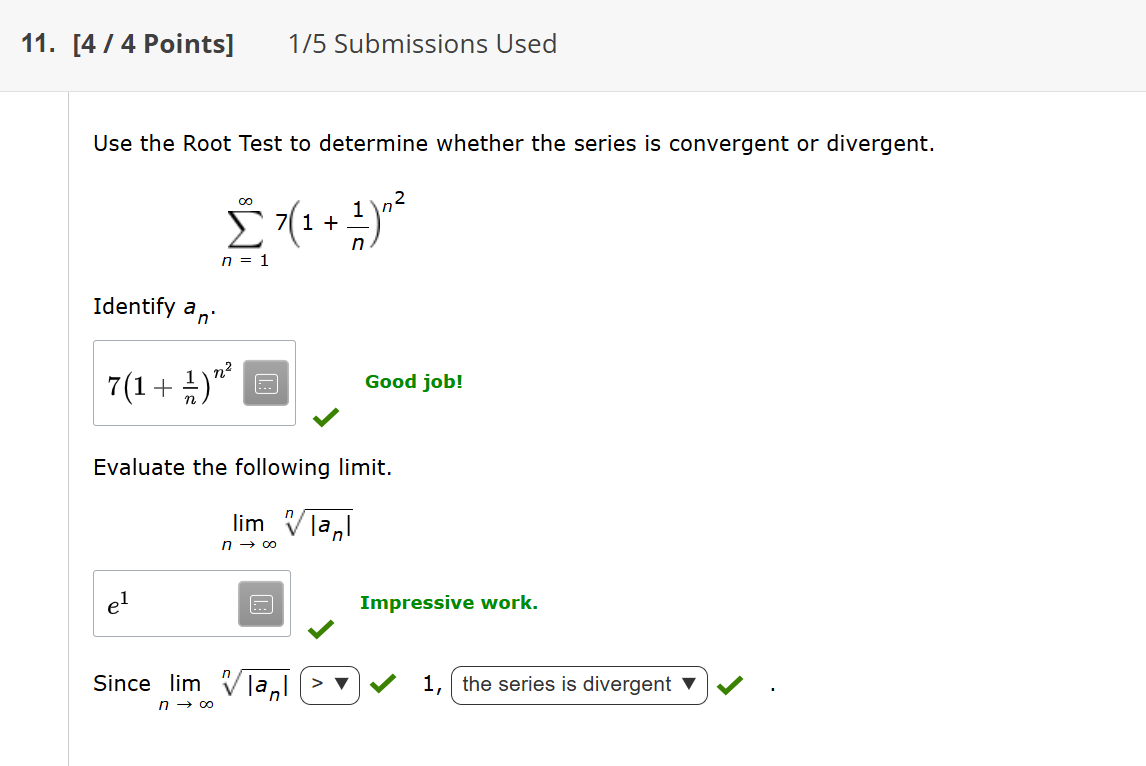 11. [4 / 4 Points] 1/5 Submissions Used
Use the Root Test to determine whether the series is convergent or divergent.
∞
∑ 7(1 + 1/n)^n²
n = 1
Identify aₙ.
7(1 + 1/n)^n² Good job!
Evaluate the following limit.
lim ⁿ√|aₙ|
n → ∞
e¹ Impressive work.
Since lim ⁿ√|aₙ| > ▼ 1, the series is divergent ▼ .
n → ∞